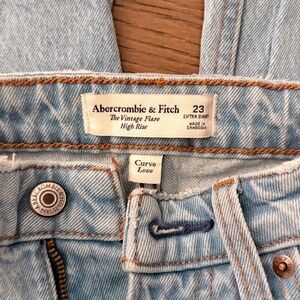 Abercrombie & Fitch
The Vintage Flare
High Rise
23
EXTRA SHORT
MADE IN
CAMBODIA
Curve
Love